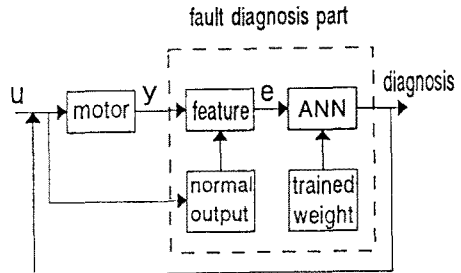 fault diagnosis part
u
motor
y
feature
e
ANN
diagnosis
normal
output
trained
weight